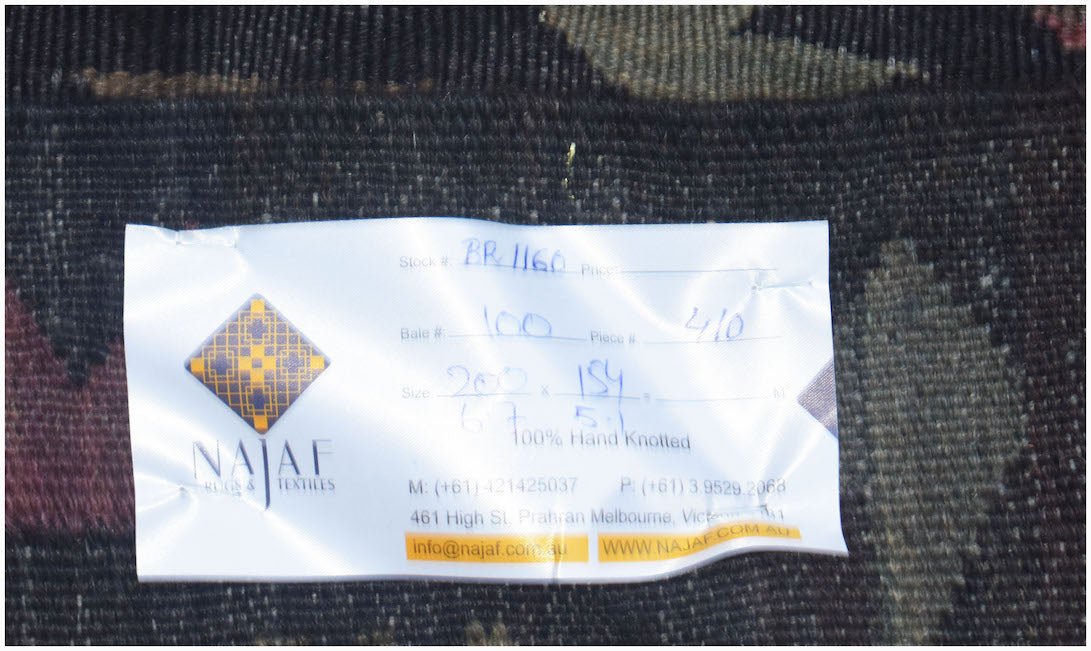 Stock #: BR 1160 Price:
Bale #: 100 Piece # 410
Size: 200 x 154 = M
6.7 5.1
100% Hand Knotted
NAJAF
RUGS & TEXTILES
M: (+61) 421425037 P: (+61) 3.9529.2968
461 High St. Prahran Melbourne,
info@najaf.com.au WWW.NAJAF.COM AU